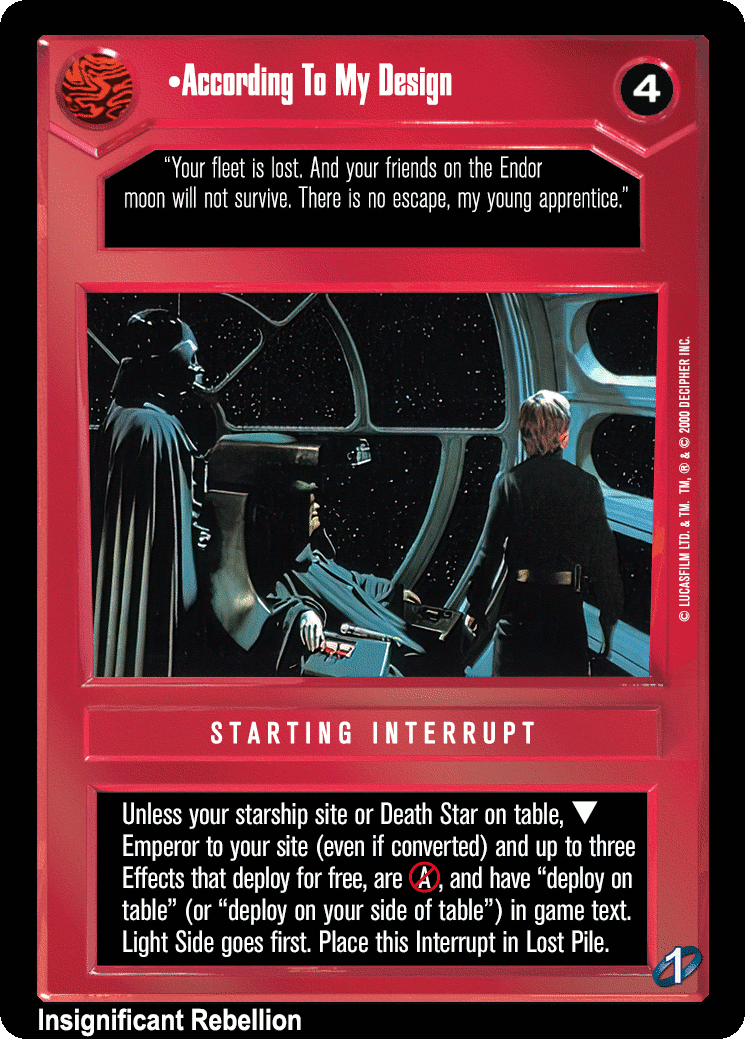 •According To My Design
4
“Your fleet is lost. And your friends on the Endor
moon will not survive. There is no escape, my young apprentice.”
© LUCASFILM LTD. & TM. TM, ® & © 2000 DECIPHER INC.
STARTING INTERRUPT
Unless your starship site or Death Star on table, ▼
Emperor to your site (even if converted) and up to three
Effects that deploy for free, are A, and have “deploy on
table” (or “deploy on your side of table”) in game text.
Light Side goes first. Place this Interrupt in Lost Pile.
1
Insignificant Rebellion